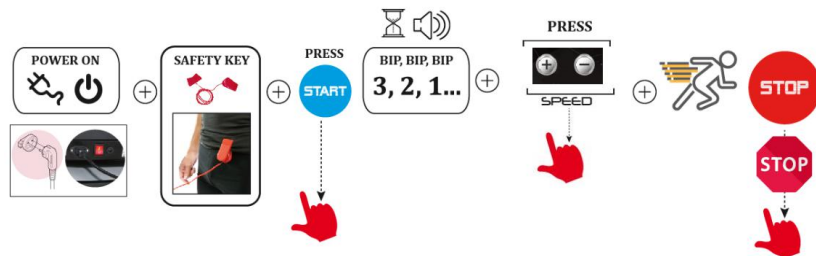 POWER ON
SAFETY KEY
PRESS
START
BIP, BIP, BIP
3, 2, 1...
PRESS
SPEED
STOP
STOP